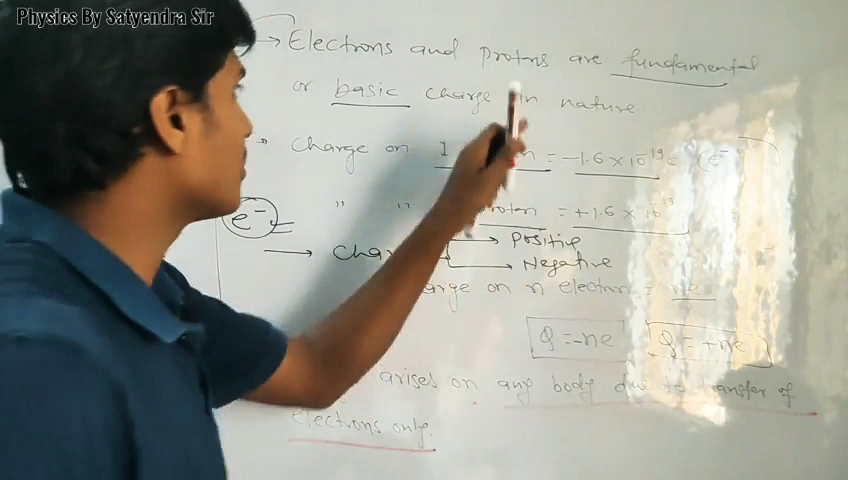 Physics By Satyendra Sir
→ Electrons and protons are fundamental
or basic charge in nature
charge on 1 = -1.6 × 10^-19 c (e^-
" " proton = +1.6 × 10^-19
e^-
→ Positive
→ Negative
on n electron = ne
Q = -ne Q = +ne
arises on any body due to transfer of
electrons only.